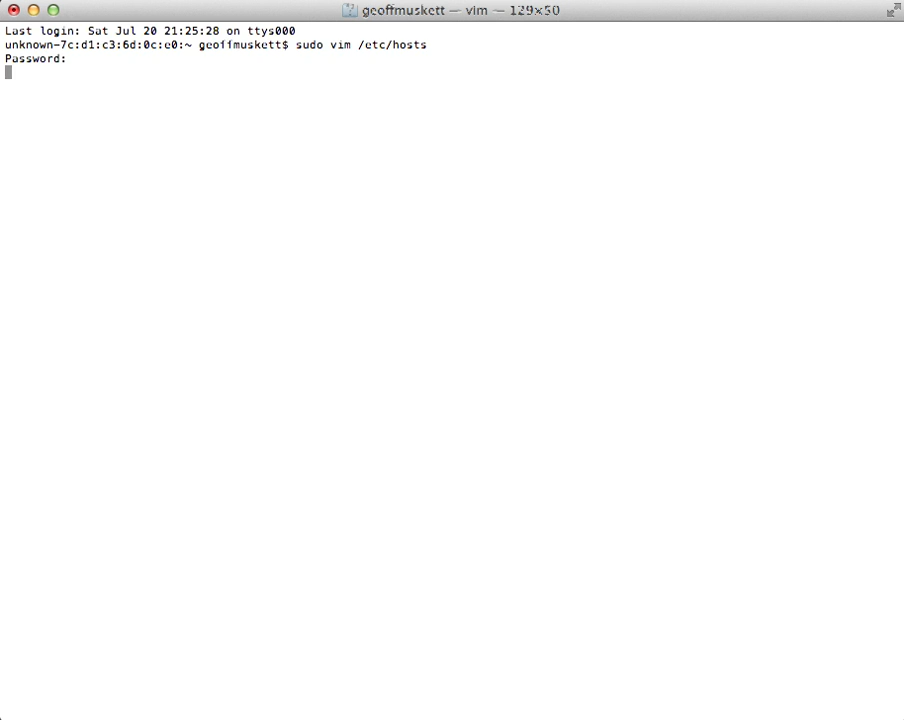 geoffmuskett — vim — 129×50
Last login: Sat Jul 20 21:25:28 on ttys000
unknown-7c:d1:c3:6d:0c:e0:~ geoffmuskett$ sudo vim /etc/hosts
Password: